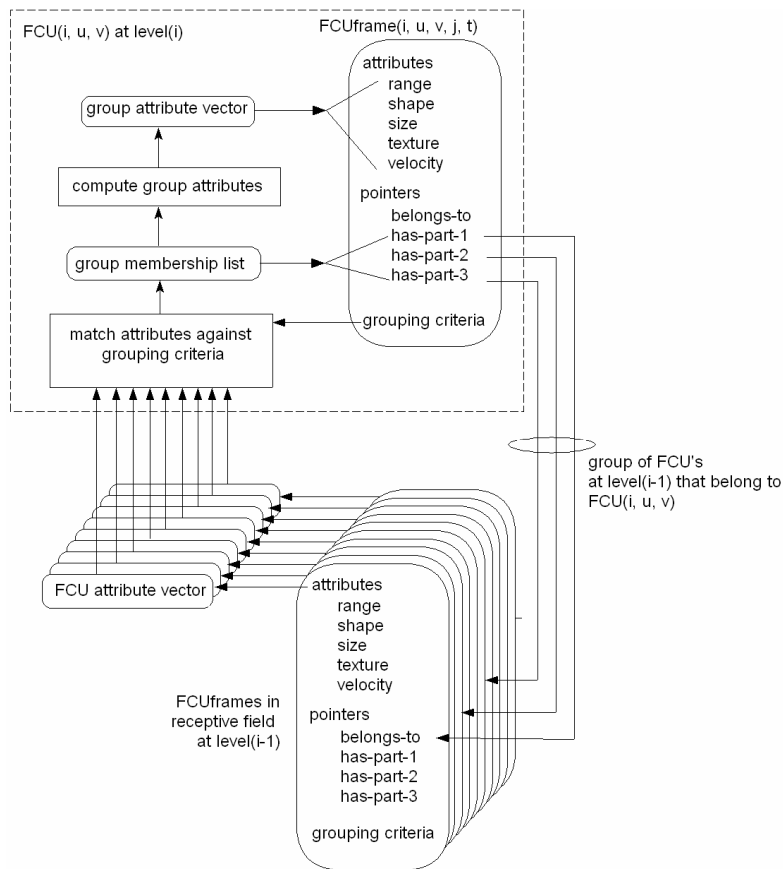 FCU(i, u, v) at level(i)
FCUframe(i, u, v, j, t)
attributes
range
shape
size
texture
velocity
pointers
belongs-to
has-part-1
has-part-2
has-part-3
grouping criteria
group attribute vector
compute group attributes
group membership list
match attributes against
grouping criteria
group of FCU's
at level(i-1) that belong to
FCU(i, u, v)
FCU attribute vector
attributes
range
shape
size
texture
velocity
pointers
belongs-to
has-part-1
has-part-2
has-part-3
grouping criteria
FCUframes in
receptive field
at level(i-1)